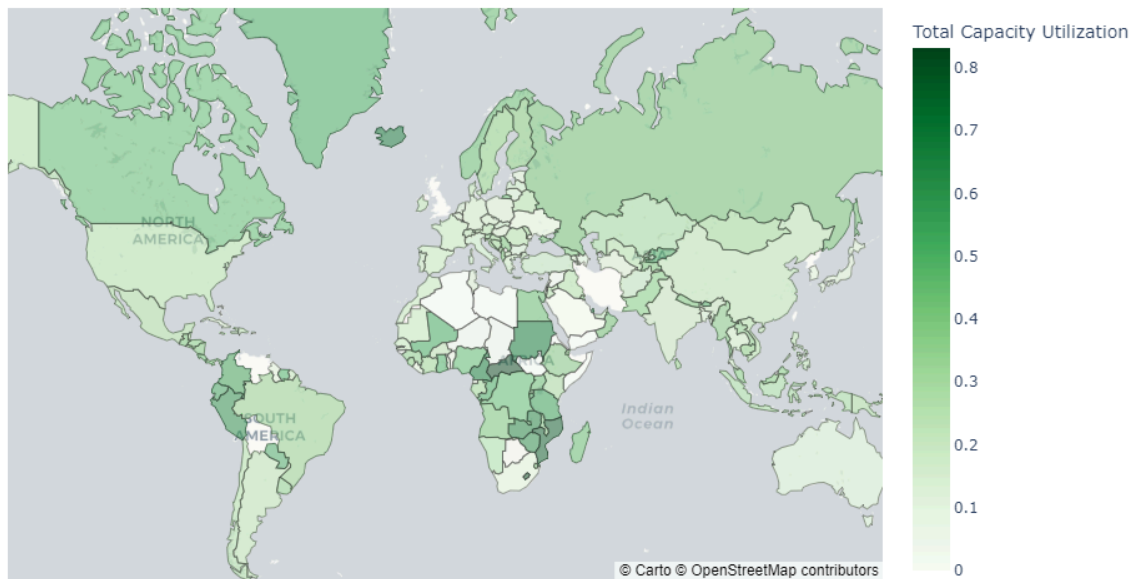 Total Capacity Utilization
0.8
0.7
0.6
0.5
0.4
0.3
0.2
0.1
0
NORTH
AMERICA
SOUTH
AMERICA
Indian
Ocean
© Carto © OpenStreetMap contributors